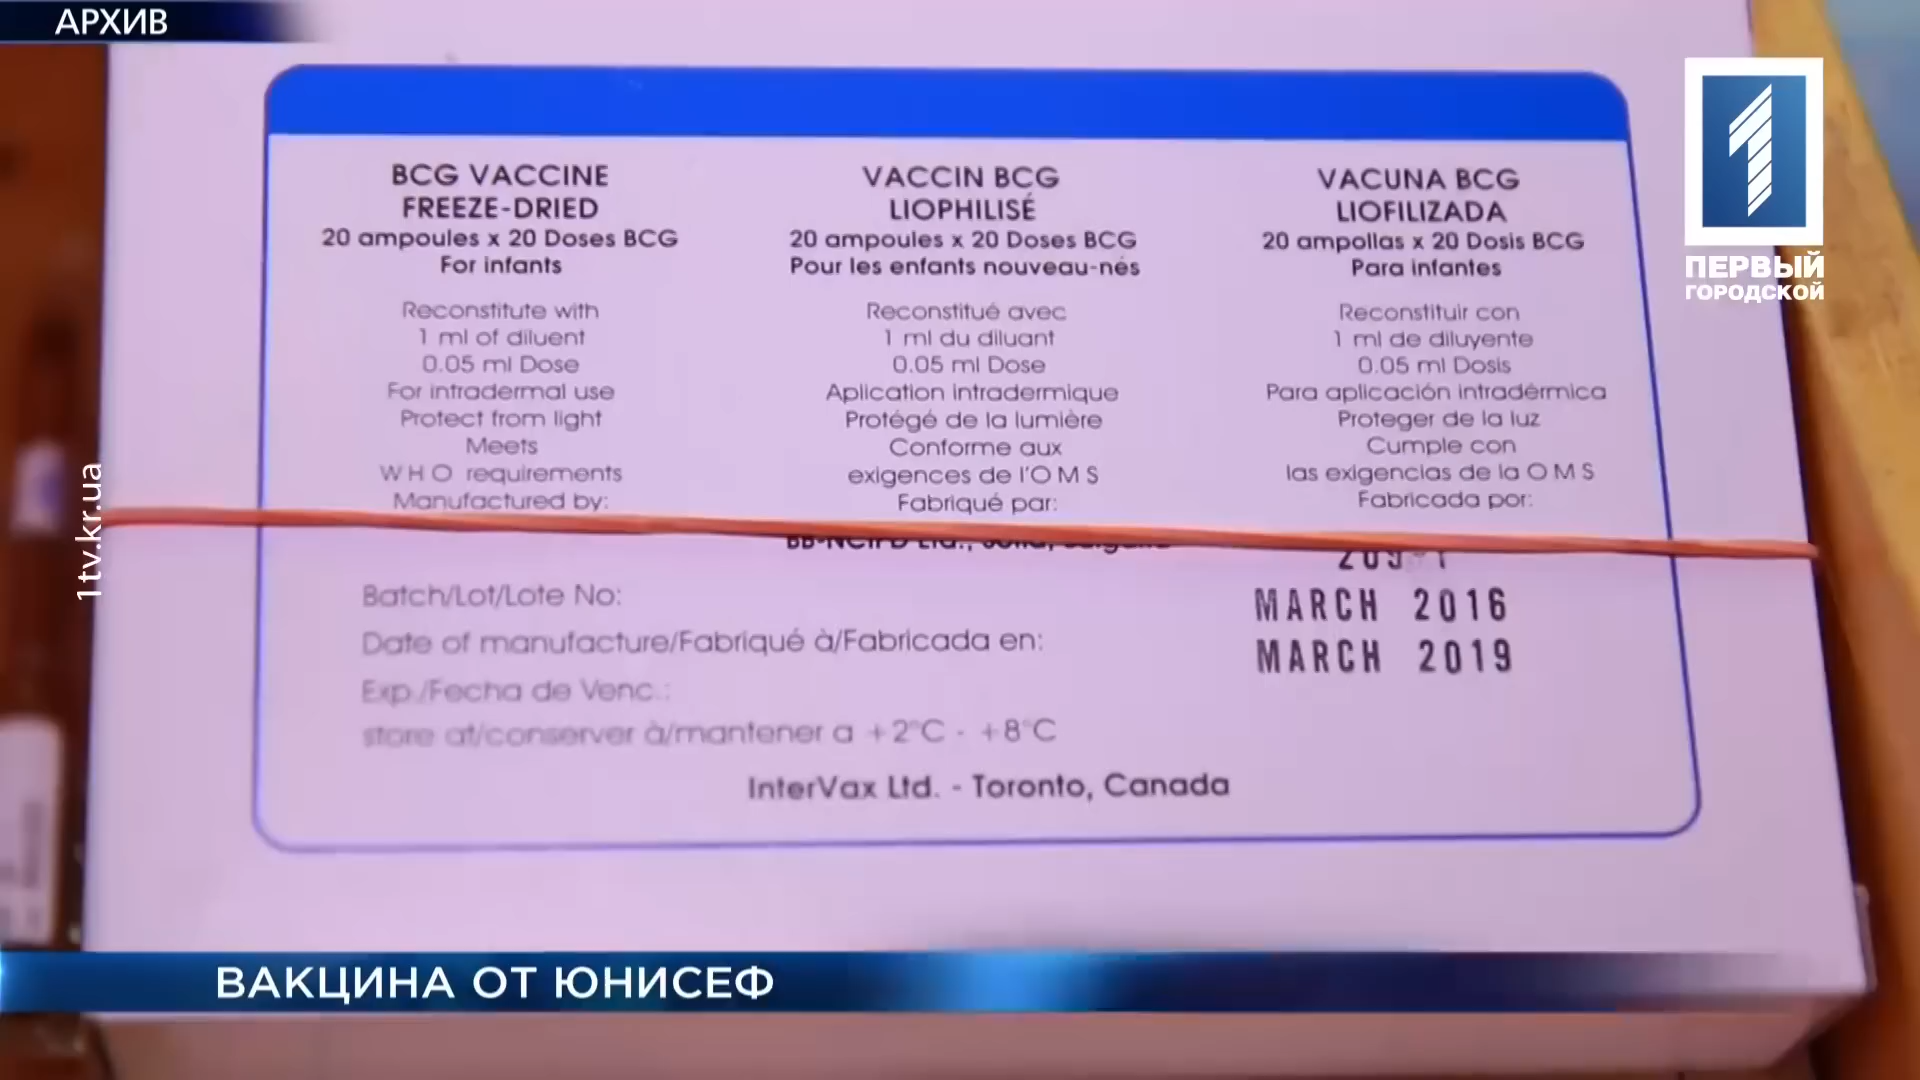 АРХИВ
ПЕРВЫЙ
ГОРОДСКОЙ
1tv.kr.ua
BCG VACCINE
FREEZE-DRIED
20 ampoules x 20 Doses BCG
For infants
Reconstitute with
1 ml of diluent
0.05 ml Dose
For intradermal use
Protect from light
Meets
W H O requirements
Manufactured by:
VACCIN BCG
LIOPHILISÉ
20 ampoules x 20 Doses BCG
Pour les enfants nouveau-nés
Reconstitué avec
1 ml du diluant
0.05 ml Dose
Aplication intradermique
Protégé de la lumière
Conforme aux
exigences de l'O M S
Fabriqué par:
VACUNA BCG
LIOFILIZADA
20 ampollas x 20 Dosis BCG
Para infantes
Reconstituir con
1 ml de diluyente
0.05 ml Dosis
Para aplicación intradérmica
Proteger de la luz
Cumple con
las exigencias de la O M S
Fabricada por:
Batch/Lot/Lote No:
Date of manufacture/Fabriqué à/Fabricada en: MARCH 2016
Exp./Fecha de Venc.: MARCH 2019
store at/conserver à/mantener a +2°C - +8°C
InterVax Ltd. - Toronto, Canada
ВАКЦИНА ОТ ЮНИСЕФ